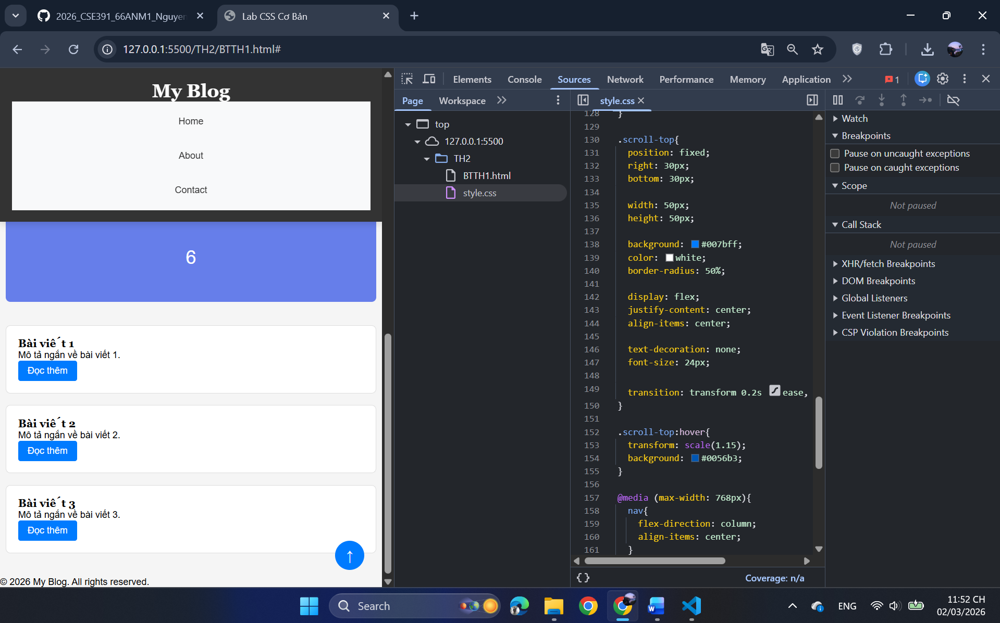 2026_CSE391_66ANM1_Nguyen
Lab CSS Cơ Bản
127.0.0.1:5500/TH2/BTTH1.html#
My Blog
Home
About
Contact
6
Bài viết 1
Mô tả ngắn về bài viết 1.
Đọc thêm
Bài viết 2
Mô tả ngắn về bài viết 2.
Đọc thêm
Bài viết 3
Mô tả ngắn về bài viết 3.
Đọc thêm
↑
© 2026 My Blog. All rights reserved.
Elements Console Sources Network Performance Memory Application 1
Page Workspace
top
127.0.0.1:5500
TH2
BTTH1.html
style.css
style.css
128 }
129
130 .scroll-top{
131 position: fixed;
132 right: 30px;
133 bottom: 30px;
134
135 width: 50px;
136 height: 50px;
137
138 background: #007bff;
139 color: white;
140 border-radius: 50%;
141
142 display: flex;
143 justify-content: center;
144 align-items: center;
145
146 text-decoration: none;
147 font-size: 24px;
148
149 transition: transform 0.2s ease,
150 }
151
152 .scroll-top:hover{
153 transform: scale(1.15);
154 background: #0056b3;
155 }
156
157 @media (max-width: 768px){
158 nav{
159 flex-direction: column;
160 align-items: center;
161 }
{} Coverage: n/a
Watch
Breakpoints
Pause on uncaught exceptions
Pause on caught exceptions
Scope
Not paused
Call Stack
Not paused
XHR/fetch Breakpoints
DOM Breakpoints
Global Listeners
Event Listener Breakpoints
CSP Violation Breakpoints
Search
ENG
11:52 CH
02/03/2026